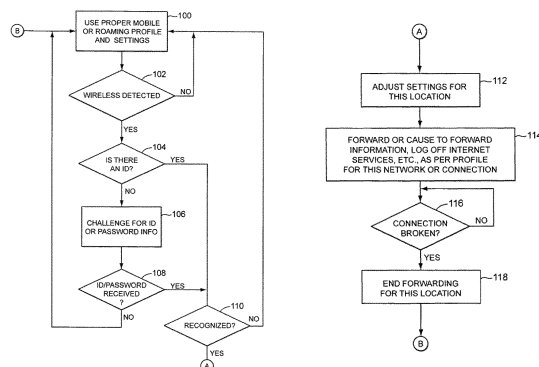 B
USE PROPER MOBILE
OR ROAMING PROFILE
AND SETTINGS
100
WIRELESS DETECTED
102
NO
YES
IS THERE
AN ID?
104
YES
NO
CHALLENGE FOR ID
OR PASSWORD INFO
106
ID/PASSWORD
RECEIVED
?
108
YES
NO
RECOGNIZED?
110
NO
YES
A
A
ADJUST SETTINGS FOR
THIS LOCATION
112
FORWARD OR CAUSE TO FORWARD
INFORMATION, LOG OFF INTERNET
SERVICES, ETC., AS PER PROFILE
FOR THIS NETWORK OR CONNECTION
114
CONNECTION
BROKEN?
116
NO
YES
END FORWARDING
FOR THIS LOCATION
118
B